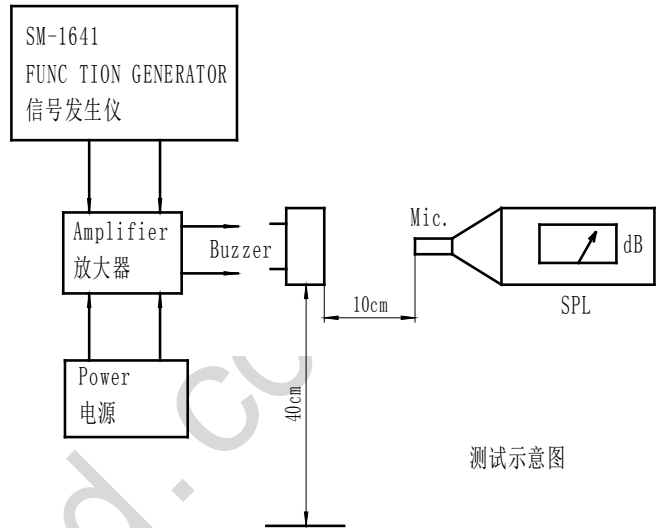 SM-1641
FUNC TION GENERATOR
信号发生仪
Amplifier
放大器
Buzzer
Mic.
dB
SPL
10cm
Power
电源
40cm
测试示意图
d.co